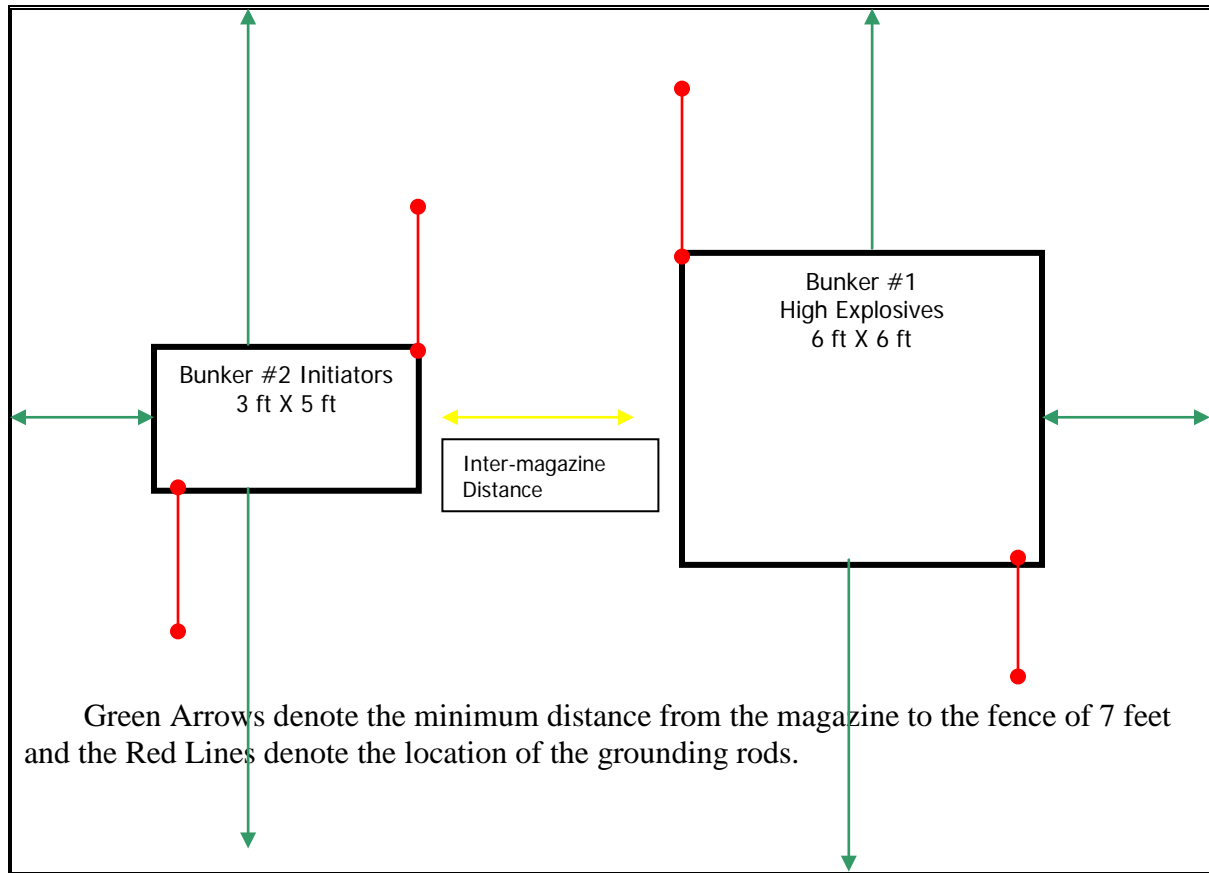 Bunker #1
High Explosives
6 ft X 6 ft
Bunker #2 Initiators
3 ft X 5 ft
Inter-magazine
Distance
Green Arrows denote the minimum distance from the magazine to the fence of 7 feet
and the Red Lines denote the location of the grounding rods.